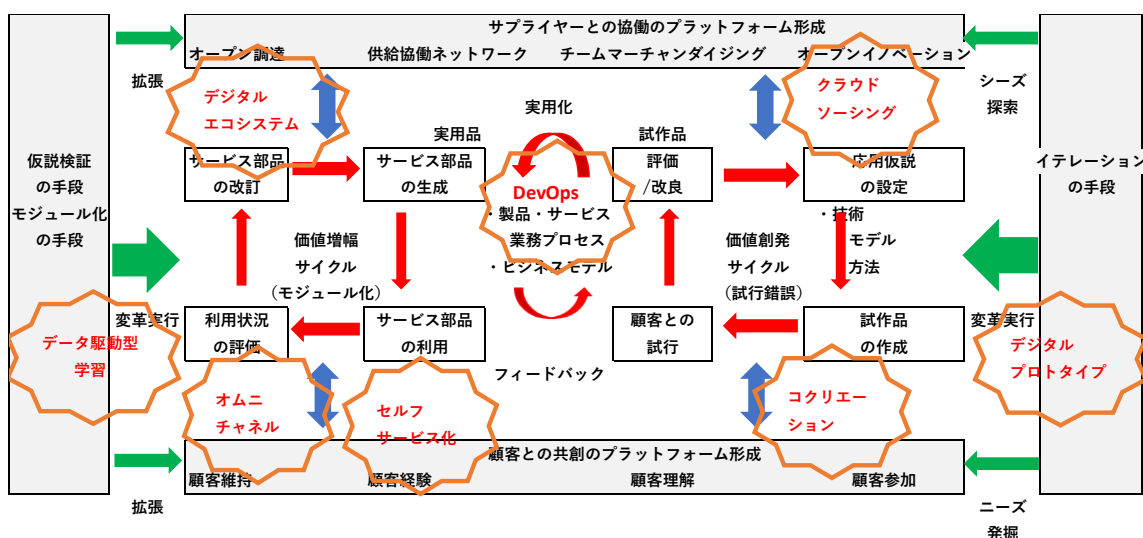 サプライヤーとの協働のプラットフォーム形成
オープン調達 供給協働ネットワーク チームマーチャンダイジング オープンイノベーション
拡張
シーズ
探索
デジタル
エコシステム
クラウド
ソーシング
実用化
実用品
試作品
仮説検証
の手段
モジュール化
の手段
サービス部品
の改訂
サービス部品
の生成
評価
/改良
応用仮説
の設定
イテレーション
の手段
DevOps
・製品・サービス
業務プロセス
・ビジネスモデル
・技術
モデル
方法
価値増幅
サイクル
(モジュール化)
価値創発
サイクル
(試行錯誤)
変革実行
利用状況
の評価
サービス部品
の利用
顧客との
試行
試作品
の作成
変革実行
データ駆動型
学習
デジタル
プロトタイプ
フィードバック
オムニ
チャネル
セルフ
サービス化
コクリエー
ション
顧客との共創のプラットフォーム形成
顧客維持 顧客経験 顧客理解 顧客参加
拡張
ニーズ
発掘